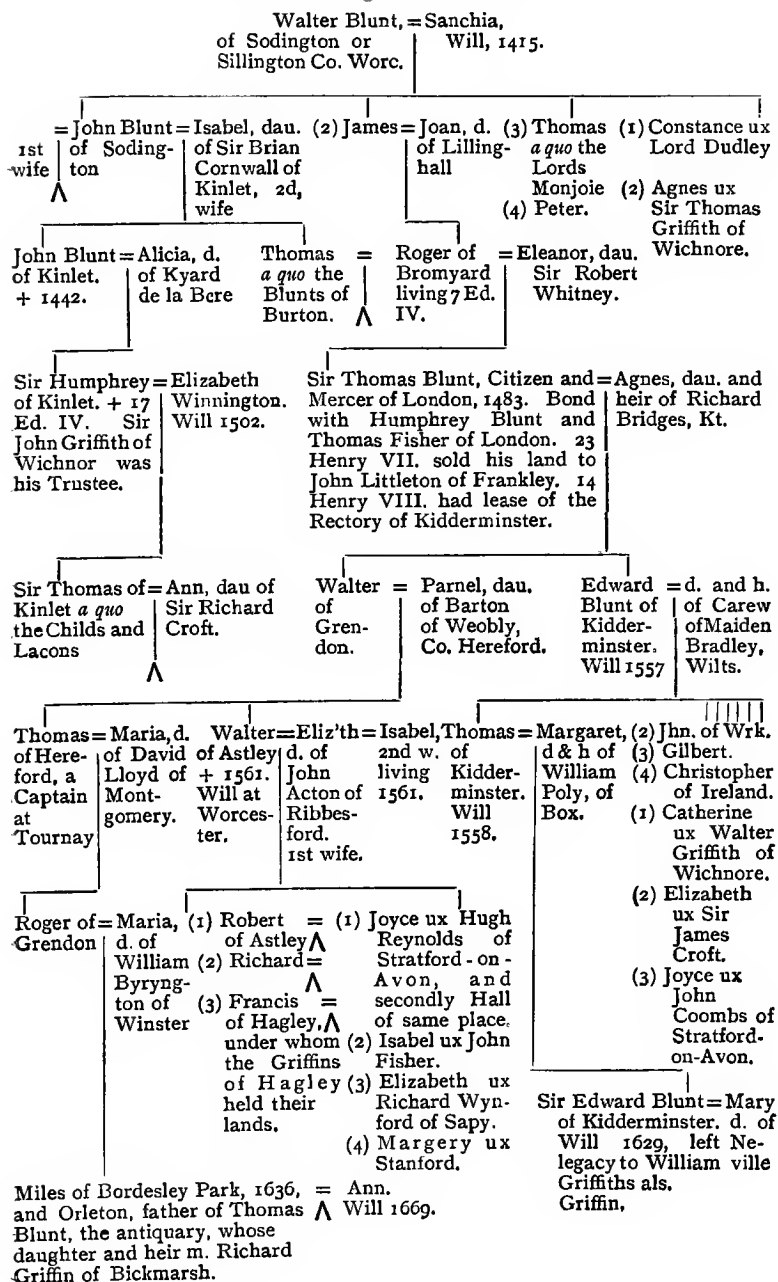 Walter Blunt, = Sanchia,
of Sodington or Will, 1415.
Sillington Co. Worc.
= John Blunt = Isabel, dau. (2) James = Joan, d. (3) Thomas (1) Constance ux
1st of Soding- of Sir Brian of Lilling- a quo the Lord Dudley
wife ton Cornwall of hall Lords
Kinlet, 2d, Monjoie (2) Agnes ux
wife (4) Peter. Sir Thomas
Griffith of
Wichnore.
John Blunt = Alicia, d. Thomas = Roger of = Eleanor, dau.
of Kinlet. of Kyard a quo the Bromyard Sir Robert
+ 1442. de la Bere Blunts of living 7 Ed. Whitney.
Burton. IV.
Sir Humphrey = Elizabeth Sir Thomas Blunt, Citizen and = Agnes, dau. and
of Kinlet. + 17 Winnington. Mercer of London, 1483. Bond heir of Richard
Ed. IV. Sir Will 1502. with Humphrey Blunt and Bridges, Kt.
John Griffith of Thomas Fisher of London. 23
Wichnor was Henry VII. sold his land to
his Trustee. John Littleton of Frankley. 14
Henry VIII. had lease of the
Rectory of Kidderminster.
Sir Thomas of = Ann, dau of Walter = Parnel, dau. Edward = d. and h.
Kinlet a quo Sir Richard of of Barton Blunt of of Carew
the Childs and Croft. Gren- of Weobly, Kidder- of Maiden
Lacons don. Co. Hereford. minster. Bradley,
Will 1557 Wilts.
Thomas = Maria, d. Walter = Eliz'th = Isabel, Thomas = Margaret, (2) Jhn. of Wrk.
of Here- of David of Astley d. of 2nd w. of d & h of (3) Gilbert.
ford, a Lloyd of + 1561. John living Kidder- William (4) Christopher
Captain Mont- Will at Acton of 1561. minster. Poly, of of Ireland.
at gomery. Worces- Ribbes- Will Box. (1) Catherine
Tournay ter. ford. 1558. ux Walter
1st wife. Griffith of
Wichnore.
(2) Elizabeth
Roger of = Maria, (1) Robert = (1) Joyce ux Hugh ux Sir
Grendon d. of of Astley Reynolds of James
William (2) Richard = Stratford-on- Croft.
Byryng- Avon, and (3) Joyce ux
ton of (3) Francis = secondly Hall John
Winster of Hagley, of same place. Coombs of
under whom (2) Isabel ux John Stratford-
the Griffins Fisher. on-Avon.
of Hagley (3) Elizabeth ux
held their Richard Wyn- Sir Edward Blunt = Mary
lands. ford of Sapy. of Kidderminster. d. of
(4) Margery ux Will 1629, left Ne-
Stanford. legacy to William ville
Griffiths als.
Griffin,
Miles of Bordesley Park, 1636, = Ann.
and Orleton, father of Thomas Will 1669.
Blunt, the antiquary, whose
daughter and heir m. Richard
Griffin of Bickmarsh.